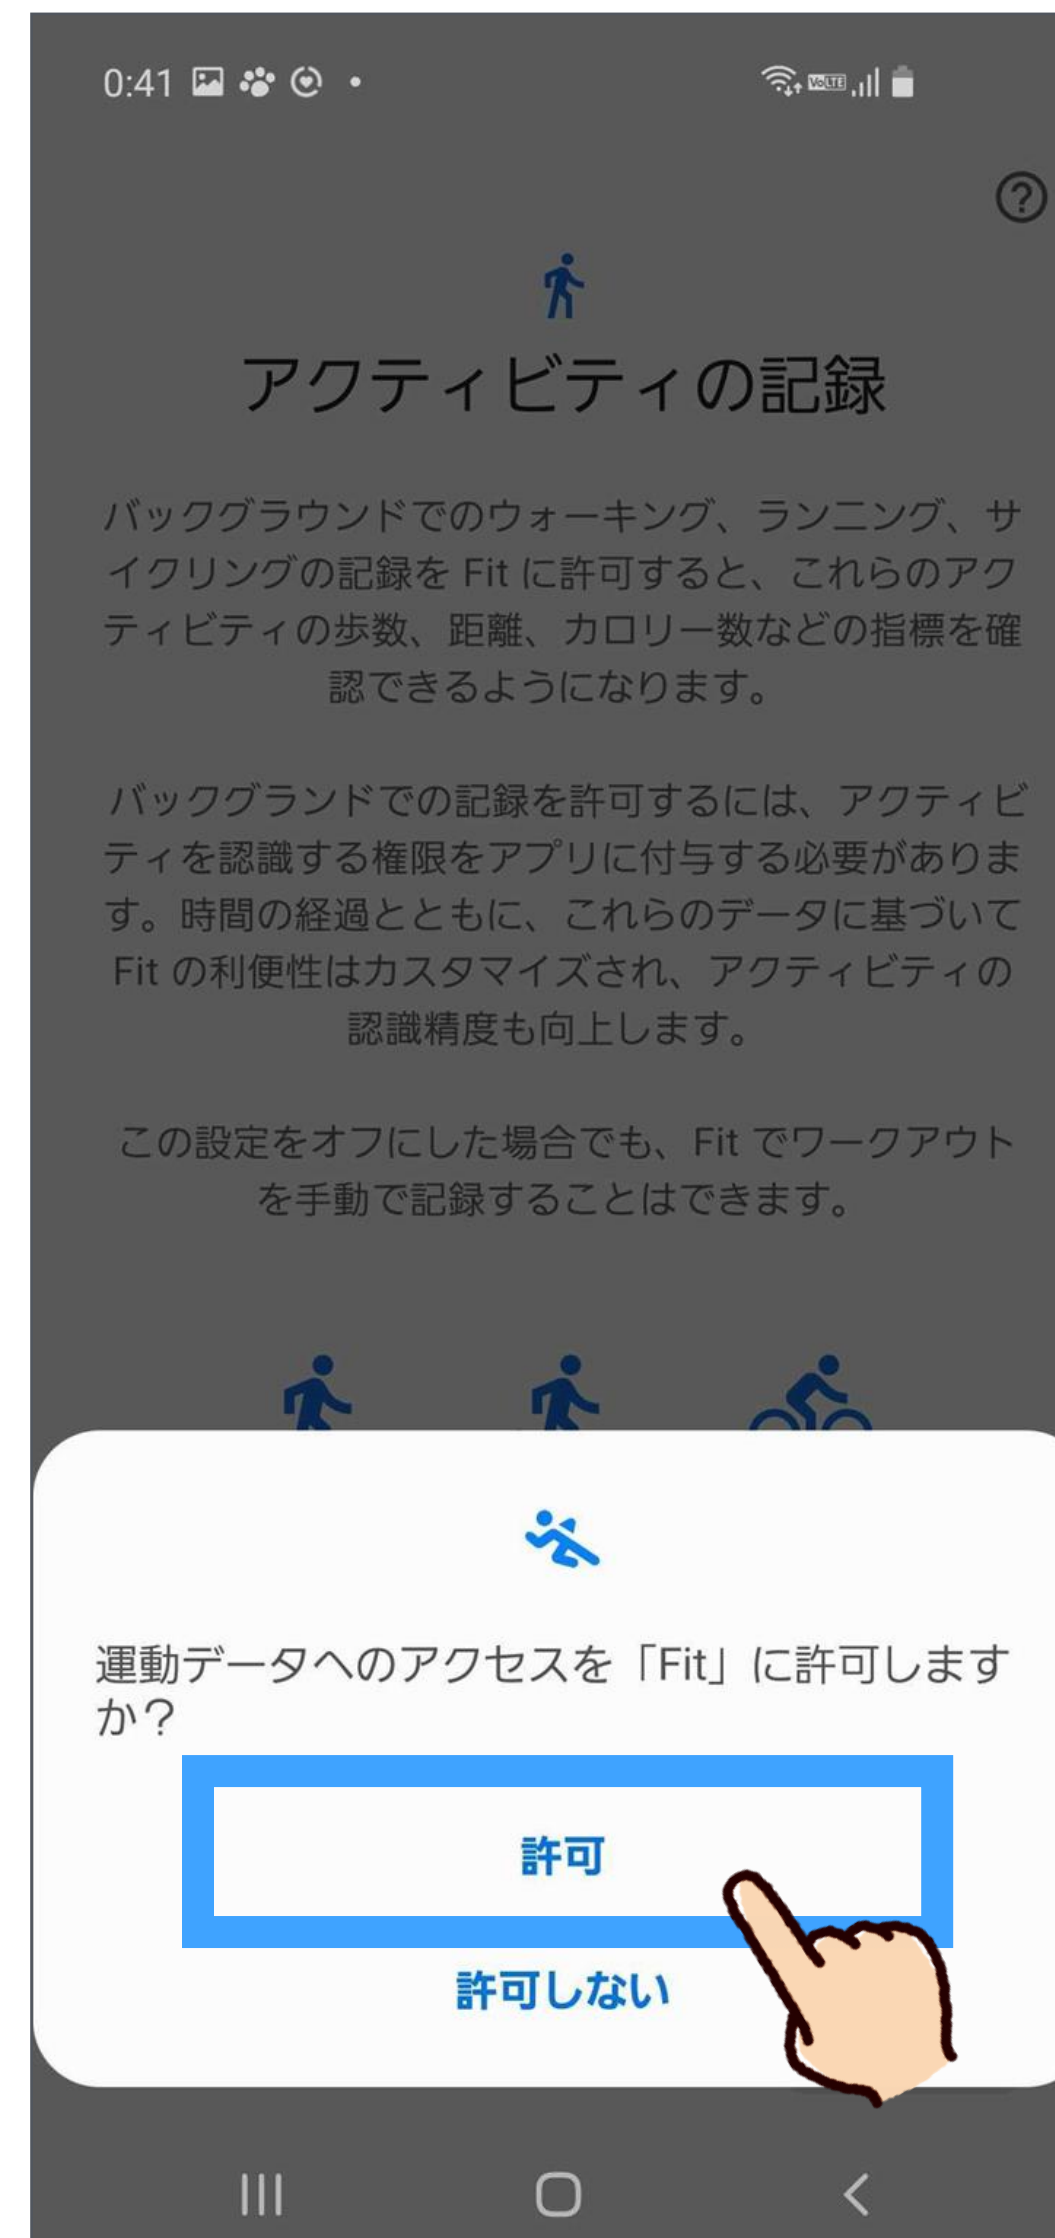 0:41
VoLTE
アクティビティの記録
バックグラウンドでのウォーキング、ランニング、サ
イクリングの記録を Fit に許可すると、これらのアク
ティビティの歩数、距離、カロリー数などの指標を確
認できるようになります。
バックグランドでの記録を許可するには、アクティビ
ティを認識する権限をアプリに付与する必要がありま
す。時間の経過とともに、これらのデータに基づいて
Fit の利便性はカスタマイズされ、アクティビティの
認識精度も向上します。
この設定をオフにした場合でも、Fit でワークアウト
を手動で記録することはできます。
運動データへのアクセスを「Fit」に許可します
か？
許可
許可しない